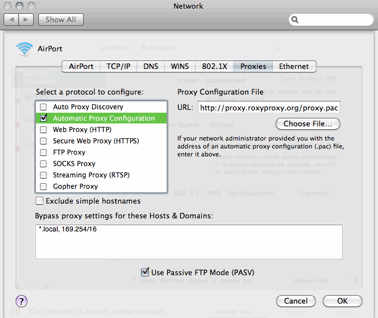 Network
Show All
AirPort
AirPort TCP/IP DNS WINS 802.1X Proxies Ethernet
Select a protocol to configure:
Auto Proxy Discovery
Automatic Proxy Configuration
Web Proxy (HTTP)
Secure Web Proxy (HTTPS)
FTP Proxy
SOCKS Proxy
Streaming Proxy (RTSP)
Gopher Proxy
Proxy Configuration File
URL: http://proxy.roxyproxy.org/proxy.pac
Choose File...
If your network administrator provided you with the
address of an automatic proxy configuration (.pac) file,
enter it above.
Exclude simple hostnames
Bypass proxy settings for these Hosts & Domains:
*.local, 169.254/16
Use Passive FTP Mode (PASV)
?
Cancel OK